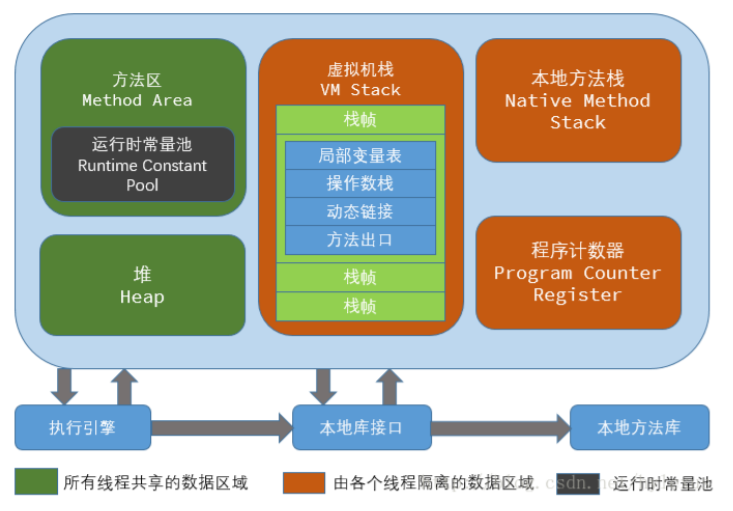 方法区
Method Area
运行时常量池
Runtime Constant
Pool
堆
Heap
虚拟机栈
VM Stack
栈帧
局部变量表
操作数栈
动态链接
方法出口
栈帧
栈帧
本地方法栈
Native Method
Stack
程序计数器
Program Counter
Register
执行引擎
本地库接口
本地方法库
所有线程共享的数据区域
由各个线程隔离的数据区域
运行时常量池